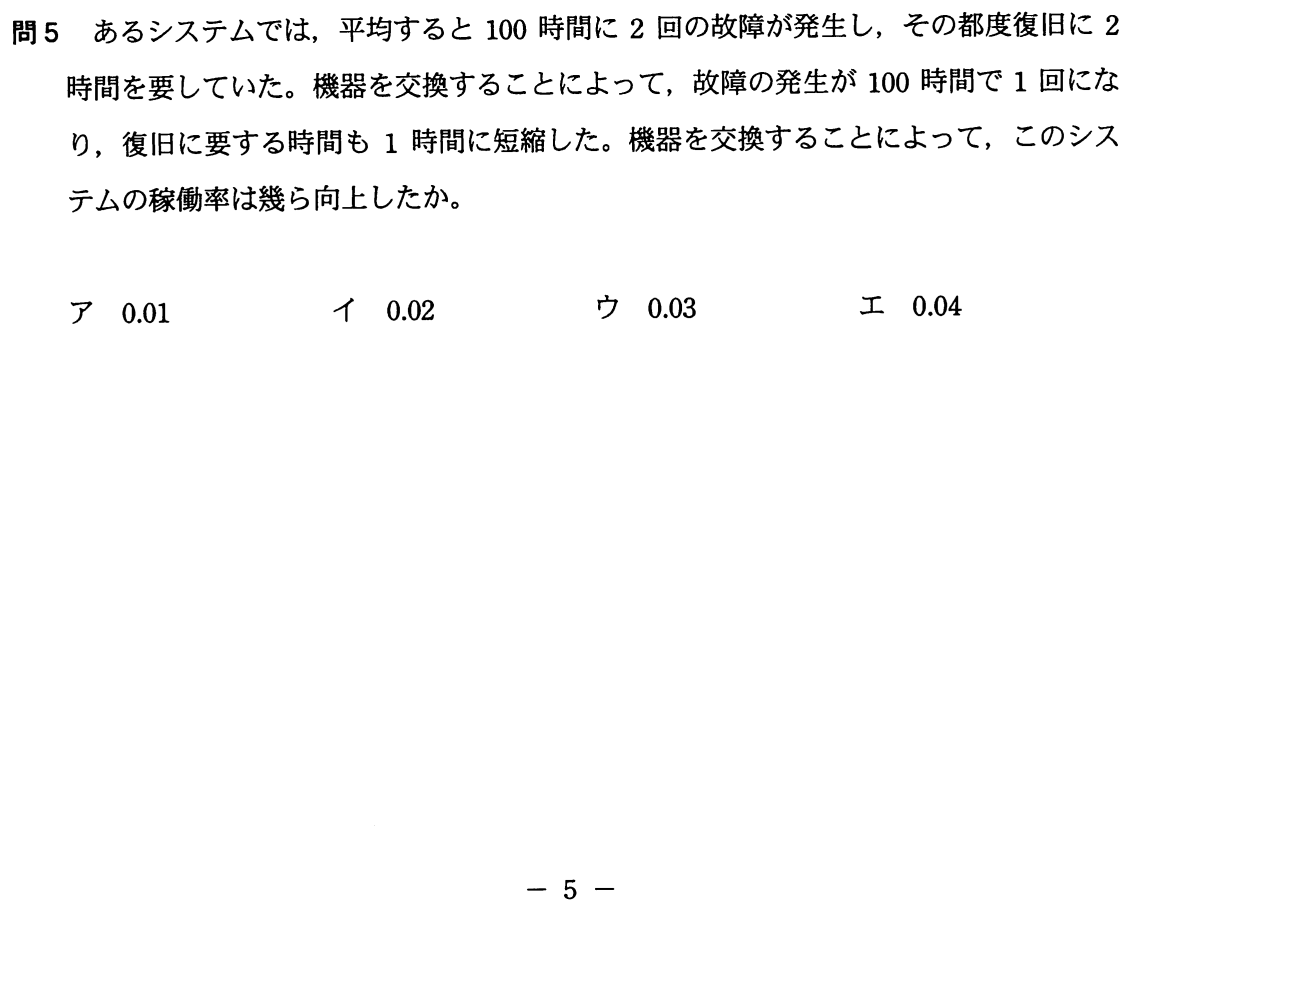 問5 あるシステムでは，平均すると 100 時間に 2 回の故障が発生し，その都度復旧に 2
時間を要していた。機器を交換することによって，故障の発生が 100 時間で 1 回にな
り，復旧に要する時間も 1 時間に短縮した。機器を交換することによって，このシス
テムの稼働率は幾ら向上したか。
ア 0.01 イ 0.02 ウ 0.03 エ 0.04
－ 5 －